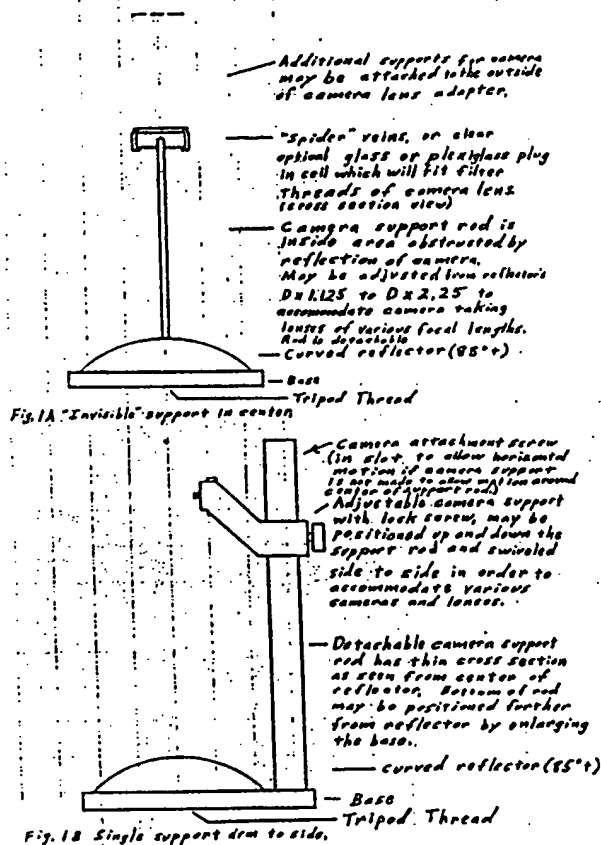 Additional supports for camera
may be attached to the outside
of camera lens adapter.
"Spider" veins, or clear
optical glass or plexiglass plug
in cell which will fit filter
Threads of camera lens
(cross section view)
Camera support rod is
inside area obstructed by
reflection of camera.
May be adjusted from reflector's
D x 1.125 to D x 2.25 to
accommodate camera taking
lenses of various focal lengths.
Rod is detachable
Curved reflector (85°+)
Base
Tripod Thread
Fig. 1A "Invisible" support in center
Camera attachment screw
(in slot, to allow horizontal
motion if camera support
is not made to allow motion around
center of support rod.)
Adjustable camera support
with lock screw, may be
positioned up and down the
support rod and swiveled
side to side in order to
accommodate various
cameras and lenses.
Detachable camera support
rod has thin cross section
as seen from center of
reflector. Bottom of rod
may be positioned further
from reflector by enlarging
the base.
curved reflector (85°+)
Base
Tripod Thread
Fig. 1B Single support arm to side.